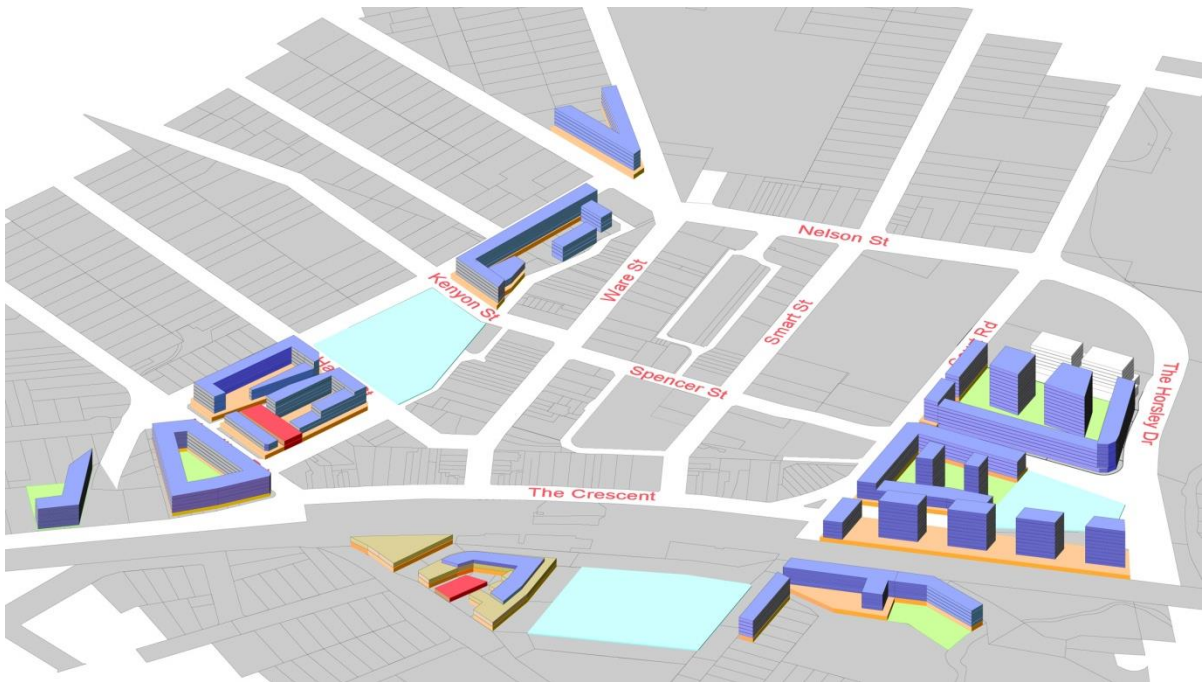 Nelson St
Ware St
Kenyon St
Smart St
The Horsley Dr
Spencer St
The Crescent